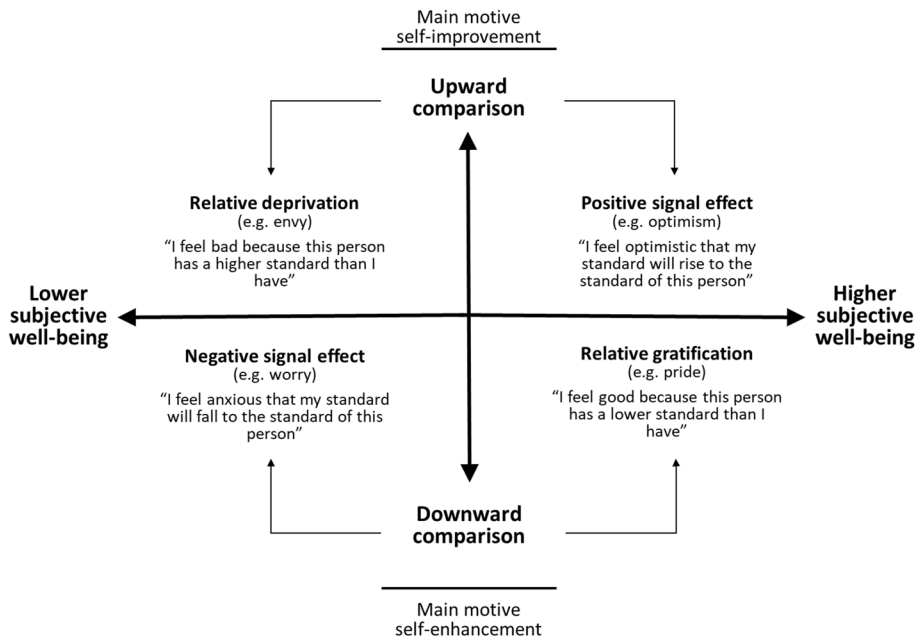 Main motive
self-improvement
Upward
comparison
Relative deprivation
(e.g. envy)
“I feel bad because this person
has a higher standard than I
have”
Positive signal effect
(e.g. optimism)
“I feel optimistic that my
standard will rise to the
standard of this person”
Lower
subjective
well-being
Higher
subjective
well-being
Negative signal effect
(e.g. worry)
“I feel anxious that my standard
will fall to the standard of this
person”
Relative gratification
(e.g. pride)
“I feel good because this person
has a lower standard than I
have”
Downward
comparison
Main motive
self-enhancement